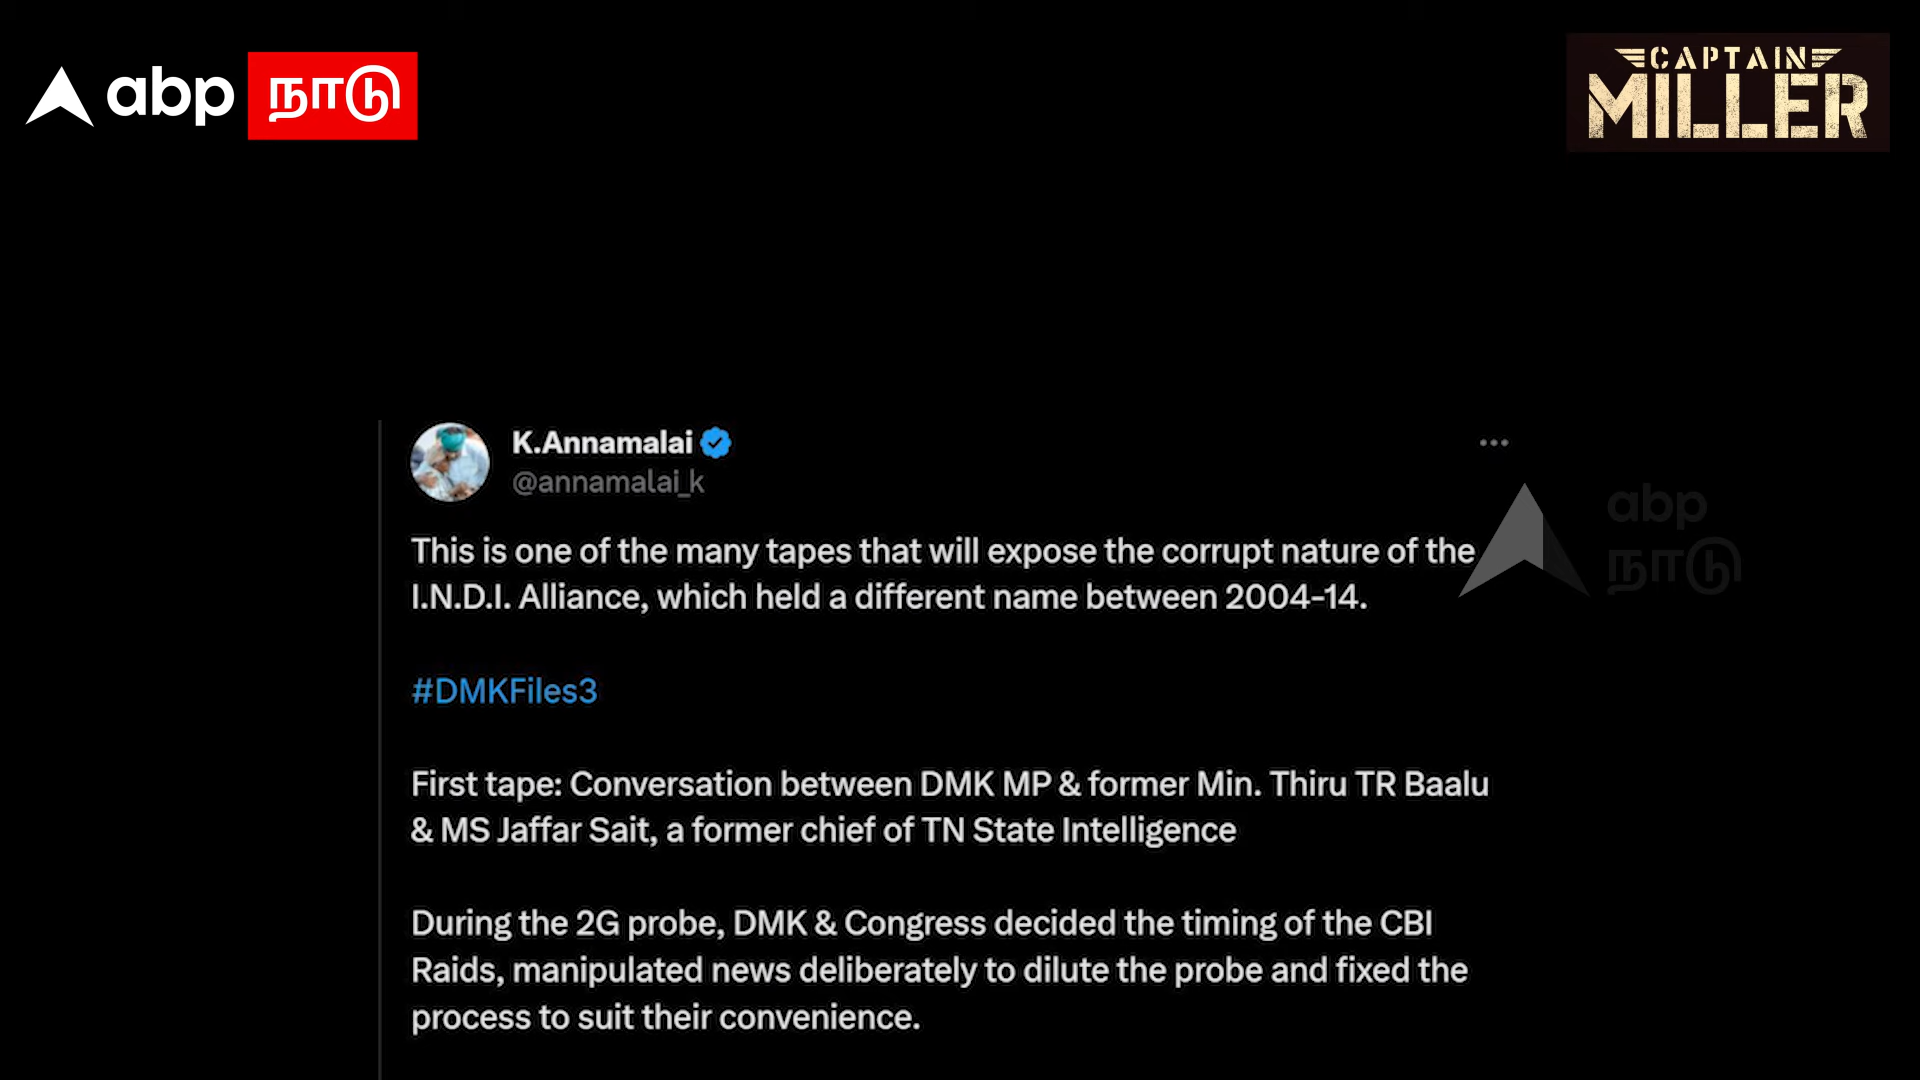 abp நாடு
CAPTAIN
MILLER
K.Annamalai
@annamalai_k
This is one of the many tapes that will expose the corrupt nature of the
I.N.D.I. Alliance, which held a different name between 2004-14.
#DMKFiles3
First tape: Conversation between DMK MP & former Min. Thiru TR Baalu
& MS Jaffar Sait, a former chief of TN State Intelligence
During the 2G probe, DMK & Congress decided the timing of the CBI
Raids, manipulated news deliberately to dilute the probe and fixed the
process to suit their convenience.
abp
நாடு